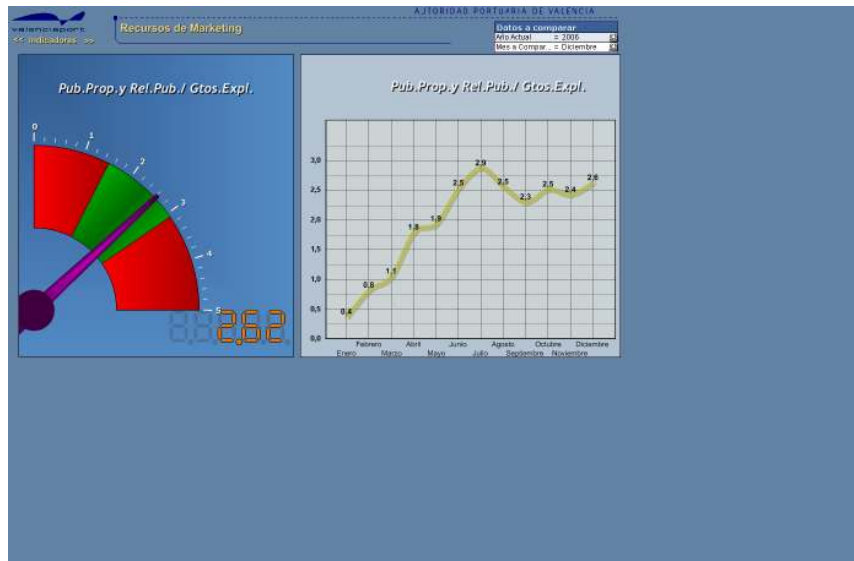 AUTORIDAD PORTUARIA DE VALENCIA
valenciaport
<< Indicadores >>
Recursos de Marketing
Datos a comparar
Año Actual = 2006
Mes a Compar... = Diciembre
Pub.Prop.y Rel.Pub./ Gtos.Expl.
0
1
2
3
4
5
2.62
Pub.Prop.y Rel.Pub./ Gtos.Expl.
3,0
2,5
2,0
1,5
1,0
0,5
0,0
0.4
0.8
1.1
1.8
1.9
2.5
2.9
2.5
2.3
2.5
2.4
2.6
Febrero Abril Junio Agosto Octubre Diciembre
Enero Marzo Mayo Julio Septiembre Noviembre